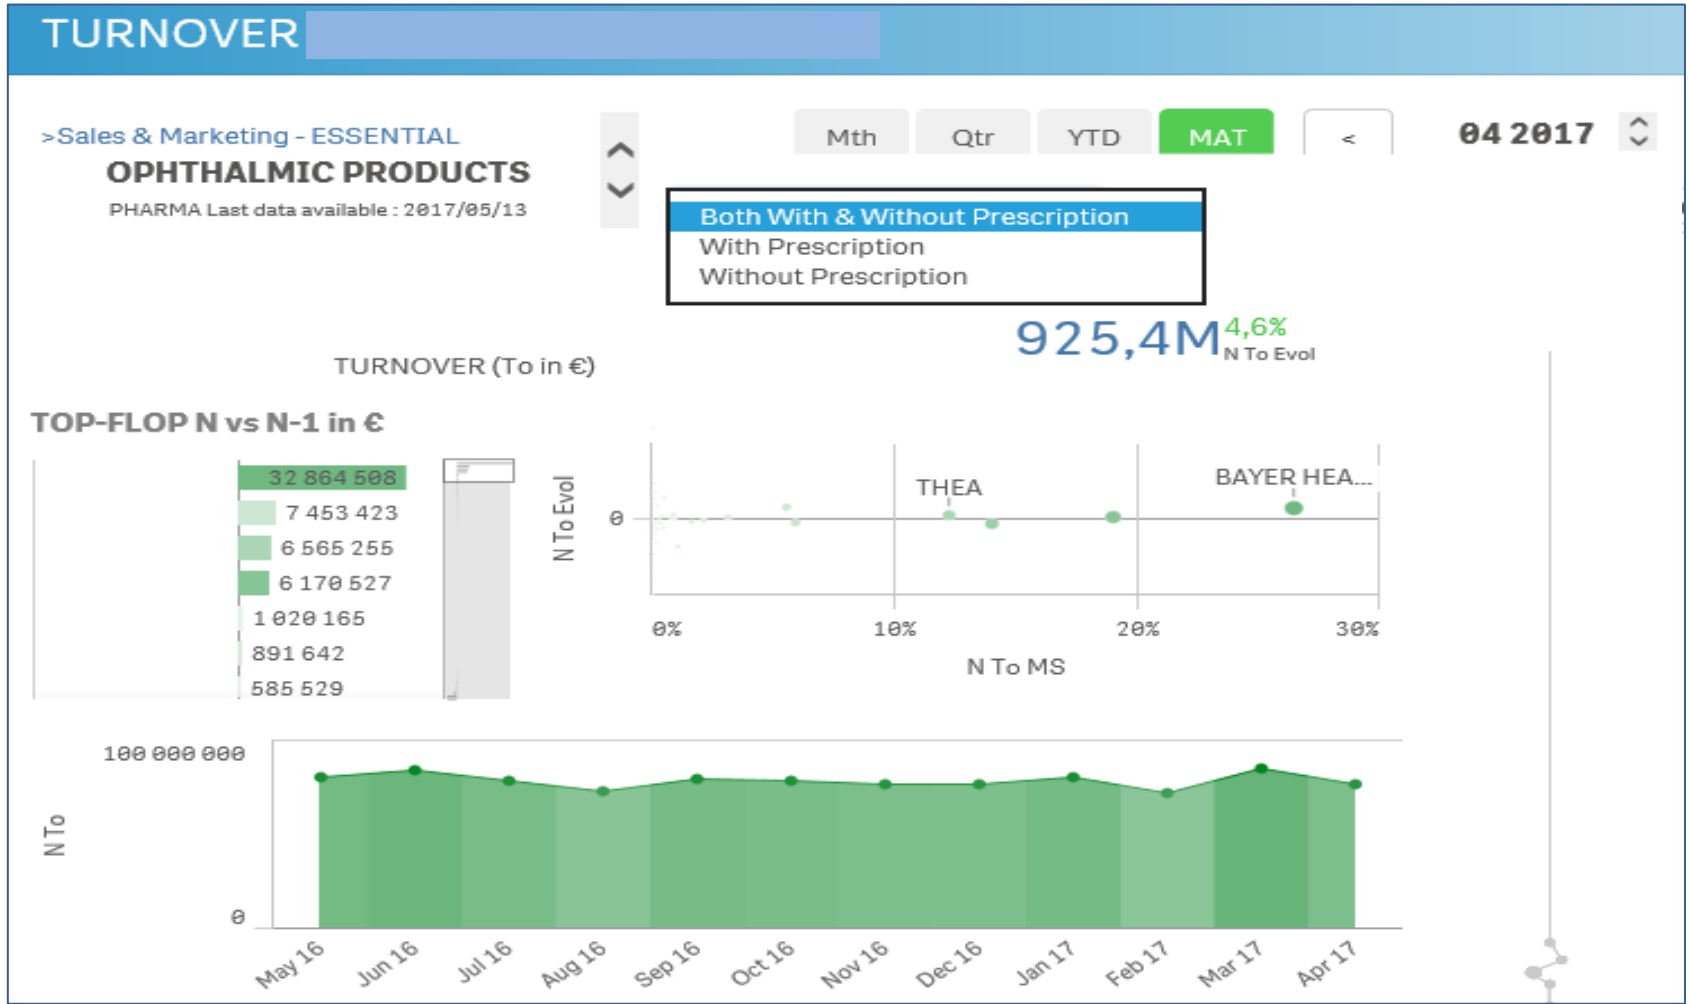 TURNOVER
>Sales & Marketing - ESSENTIAL
OPHTHALMIC PRODUCTS
PHARMA Last data available : 2017/05/13
Mth Qtr YTD MAT < 04 2017
Both With & Without Prescription
With Prescription
Without Prescription
925,4M 4,6%
N To Evol
TURNOVER (To in €)
TOP-FLOP N vs N-1 in €
32 864 508
7 453 423
6 565 255
6 170 527
1 020 165
891 642
585 529
N To Evol
0
THEA
BAYER HEA...
0% 10% 20% 30%
N To MS
100 000 000
N To
0
May 16 Jun 16 Jul 16 Aug 16 Sep 16 Oct 16 Nov 16 Dec 16 Jan 17 Feb 17 Mar 17 Apr 17